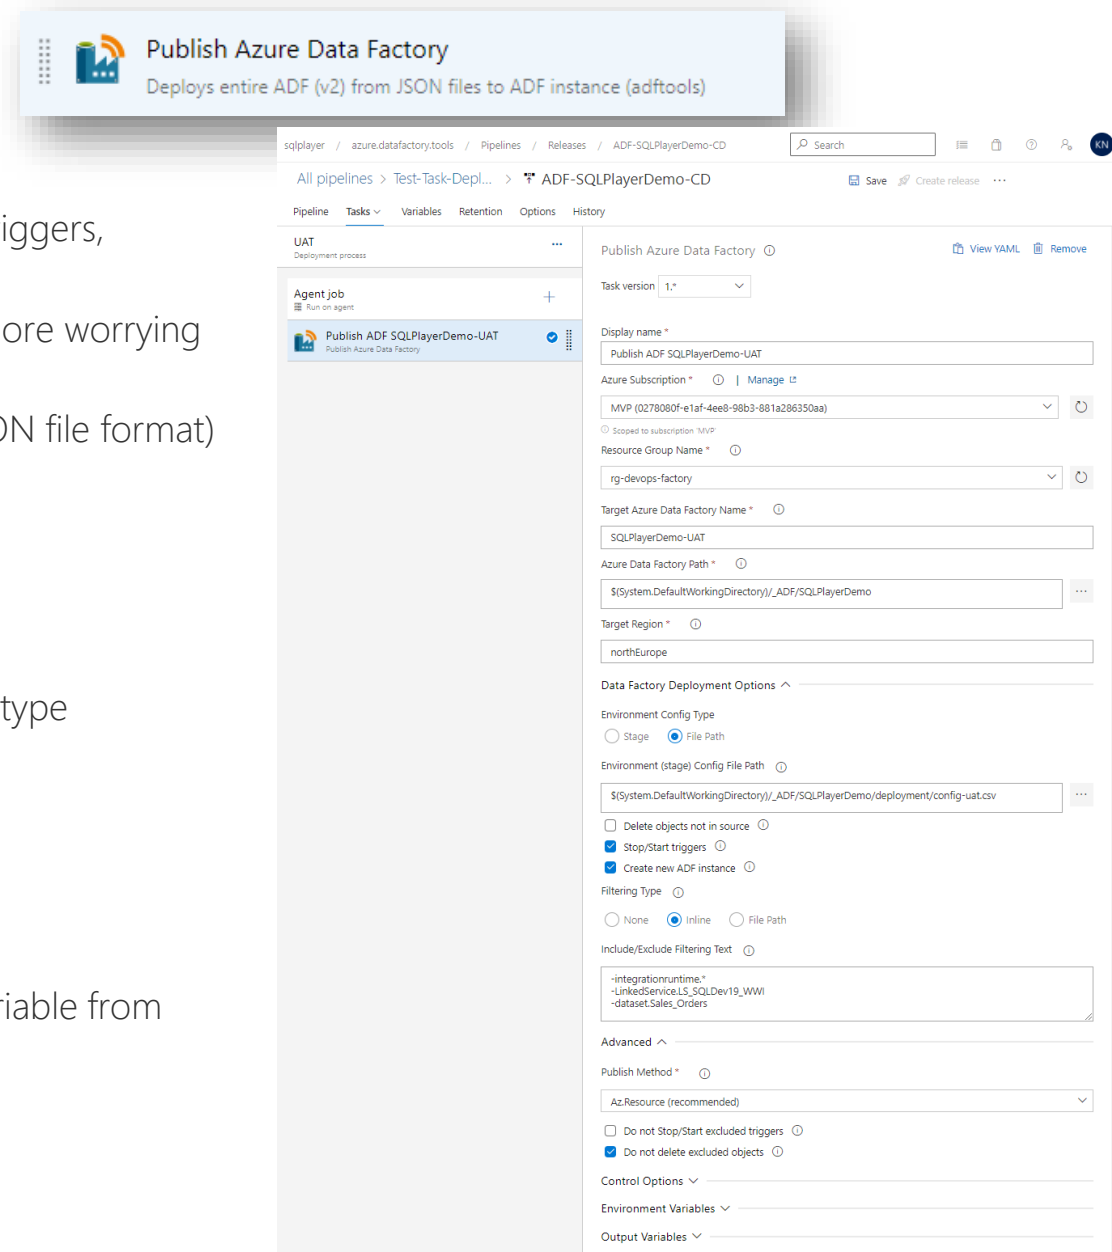 Publish Azure Data Factory
Deploys entire ADF (v2) from JSON files to ADF instance (adftools)
sqlplayer / azure.datafactory.tools / Pipelines / Releases / ADF-SQLPlayerDemo-CD
Search
KN
All pipelines > Test-Task-Depl... > ADF-SQLPlayerDemo-CD
Save Create release ...
Pipeline Tasks Variables Retention Options History
UAT
Deployment process
Agent job
Run on agent
Publish ADF SQLPlayerDemo-UAT
Publish Azure Data Factory
riggers,
ore worrying
ON file format)
type
riable from
Publish Azure Data Factory
View YAML Remove
Task version 1.*
Display name *
Publish ADF SQLPlayerDemo-UAT
Azure Subscription * | Manage
MVP (0278080f-e1af-4ee8-98b3-881a286350aa)
Scoped to subscription 'MVP'
Resource Group Name *
rg-devops-factory
Target Azure Data Factory Name *
SQLPlayerDemo-UAT
Azure Data Factory Path *
$(System.DefaultWorkingDirectory)/_ADF/SQLPlayerDemo
Target Region *
northEurope
Data Factory Deployment Options
Environment Config Type
Stage File Path
Environment (stage) Config File Path
$(System.DefaultWorkingDirectory)/_ADF/SQLPlayerDemo/deployment/config-uat.csv
Delete objects not in source
Stop/Start triggers
Create new ADF instance
Filtering Type
None Inline File Path
Include/Exclude Filtering Text
-integrationruntime.*
-LinkedService.LS_SQLDev19_WWI
-dataset.Sales_Orders
Advanced
Publish Method *
Az.Resource (recommended)
Do not Stop/Start excluded triggers
Do not delete excluded objects
Control Options
Environment Variables
Output Variables